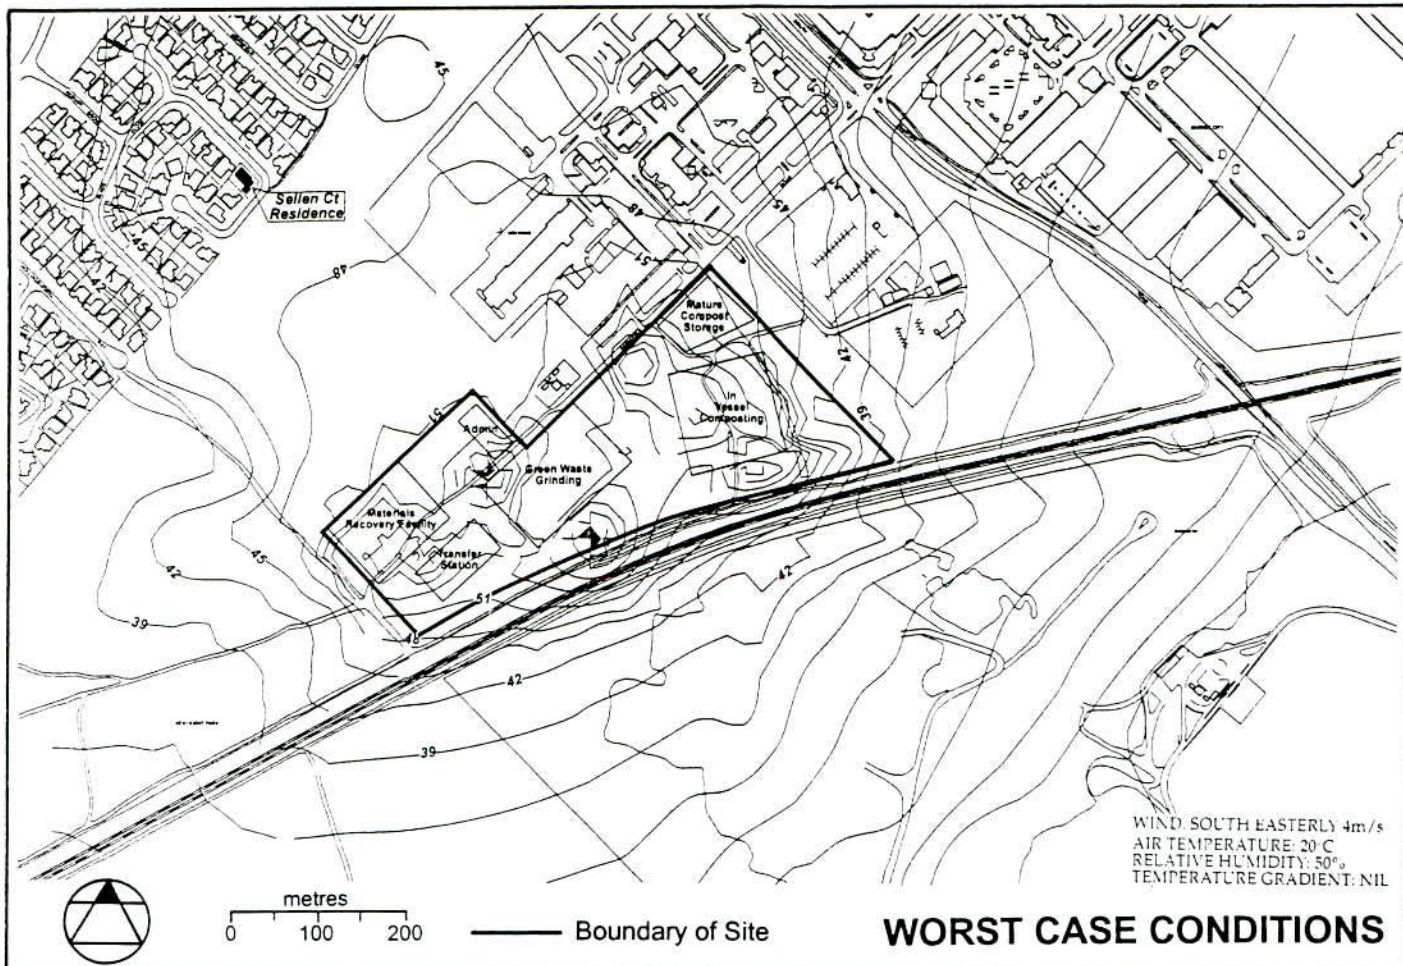 45
Sellen Ct
Residence
45
42
48
48
45
51
Mature
Compost
Storage
42
39
In
Vessel
Composting
51
Admin
Green Waste
Grinding
Materials
Recovery Facility
Transfer
Station
45
42
39
51
48
42
42
39
WIND: SOUTH EASTERLY 4m/s
AIR TEMPERATURE: 20°C
RELATIVE HUMIDITY: 50%
TEMPERATURE GRADIENT: NIL
metres
0 100 200
Boundary of Site
WORST CASE CONDITIONS